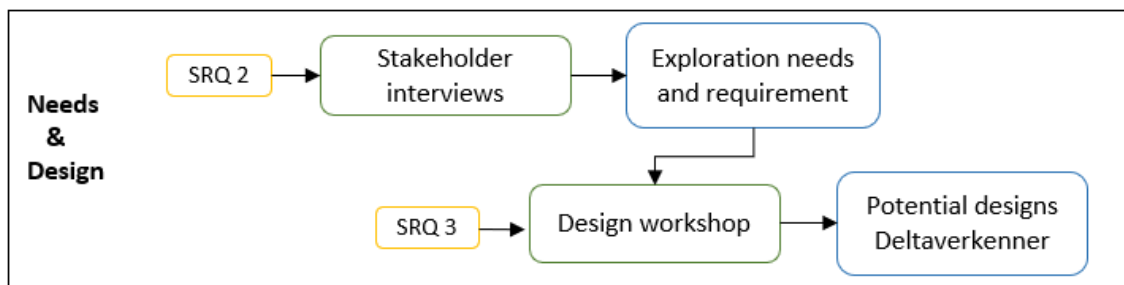 Needs
&
Design
SRQ 2
Stakeholder
interviews
Exploration needs
and requirement
SRQ 3
Design workshop
Potential designs
Deltaverkenner